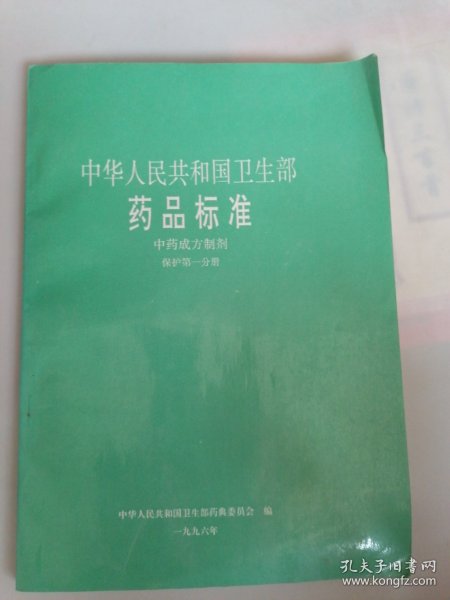 中华人民共和国卫生部
药品标准
中药成方制剂
保护第一分册
中华人民共和国卫生部药典委员会 编
一九九六年
孔夫子旧书网
www.kongfz.com